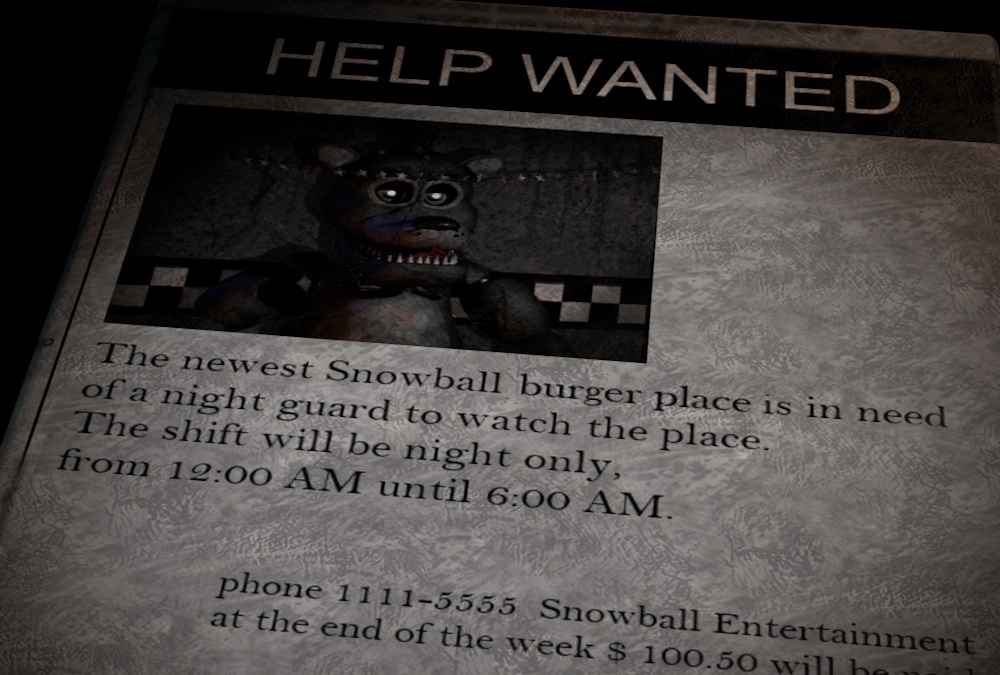 HELP WANTED
The newest Snowball burger place is in need
of a night guard to watch the place.
The shift will be night only,
from 12:00 AM until 6:00 AM.
phone 1111-5555 Snowball Entertainment
at the end of the week $ 100.50 will be paid